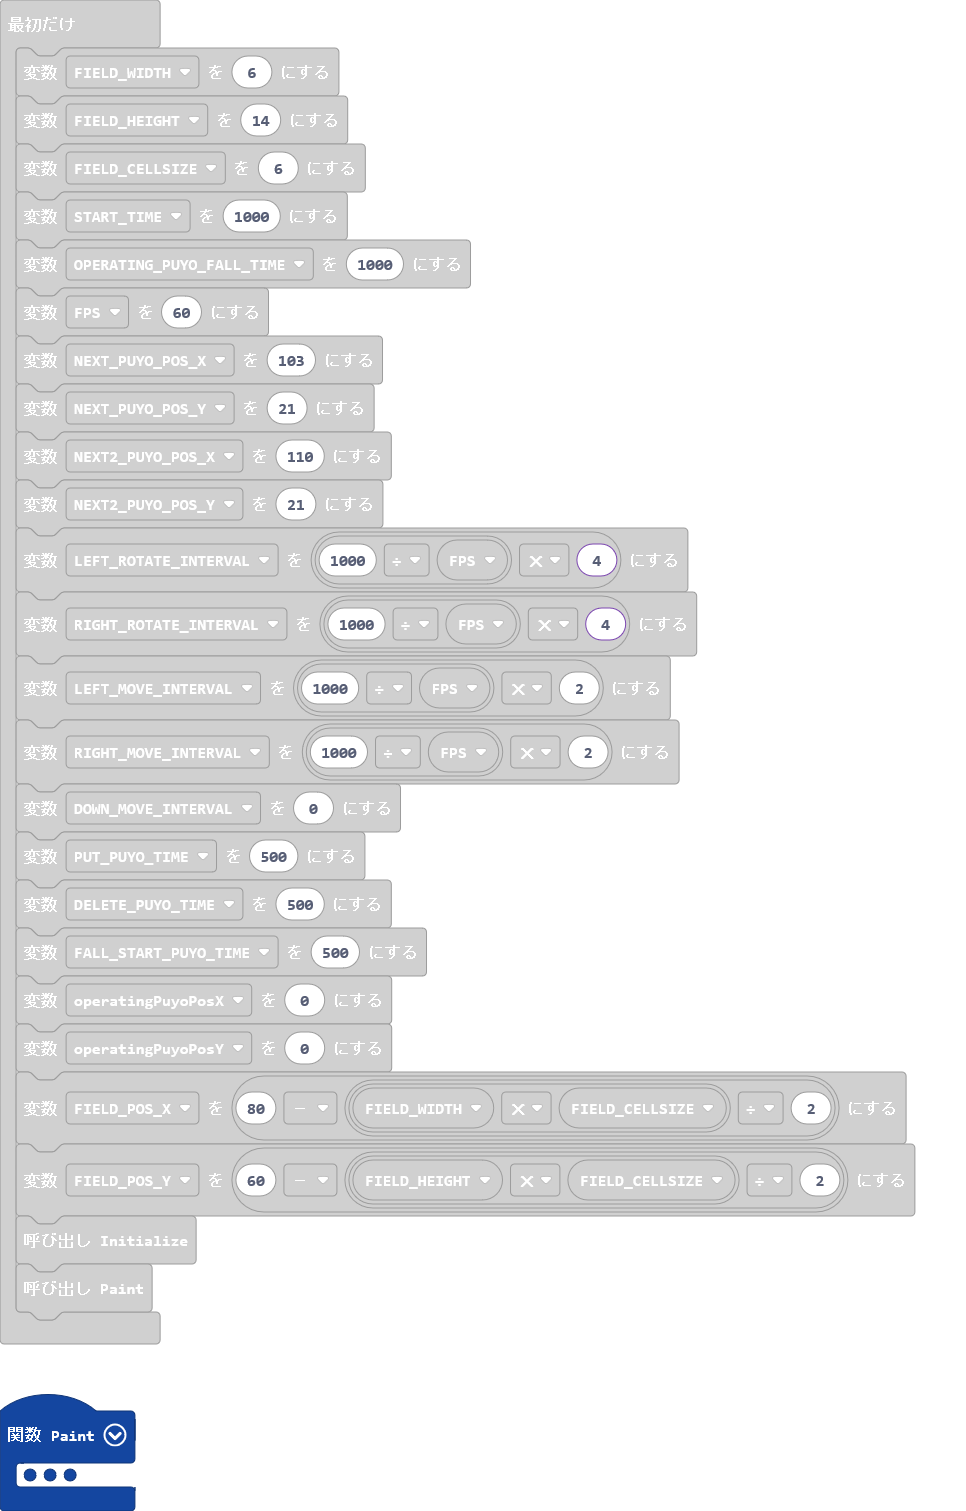 最初だけ
変数 FIELD_WIDTH を 6 にする
変数 FIELD_HEIGHT を 14 にする
変数 FIELD_CELLSIZE を 6 にする
変数 START_TIME を 1000 にする
変数 OPERATING_PUYO_FALL_TIME を 1000 にする
変数 FPS を 60 にする
変数 NEXT_PUYO_POS_X を 103 にする
変数 NEXT_PUYO_POS_Y を 21 にする
変数 NEXT2_PUYO_POS_X を 110 にする
変数 NEXT2_PUYO_POS_Y を 21 にする
変数 LEFT_ROTATE_INTERVAL を 1000 ÷ FPS × 4 にする
変数 RIGHT_ROTATE_INTERVAL を 1000 ÷ FPS × 4 にする
変数 LEFT_MOVE_INTERVAL を 1000 ÷ FPS × 2 にする
変数 RIGHT_MOVE_INTERVAL を 1000 ÷ FPS × 2 にする
変数 DOWN_MOVE_INTERVAL を 0 にする
変数 PUT_PUYO_TIME を 500 にする
変数 DELETE_PUYO_TIME を 500 にする
変数 FALL_START_PUYO_TIME を 500 にする
変数 operatingPuyoPosX を 0 にする
変数 operatingPuyoPosY を 0 にする
変数 FIELD_POS_X を 80 - FIELD_WIDTH × FIELD_CELLSIZE ÷ 2 にする
変数 FIELD_POS_Y を 60 - FIELD_HEIGHT × FIELD_CELLSIZE ÷ 2 にする
呼び出し Initialize
呼び出し Paint
関数 Paint